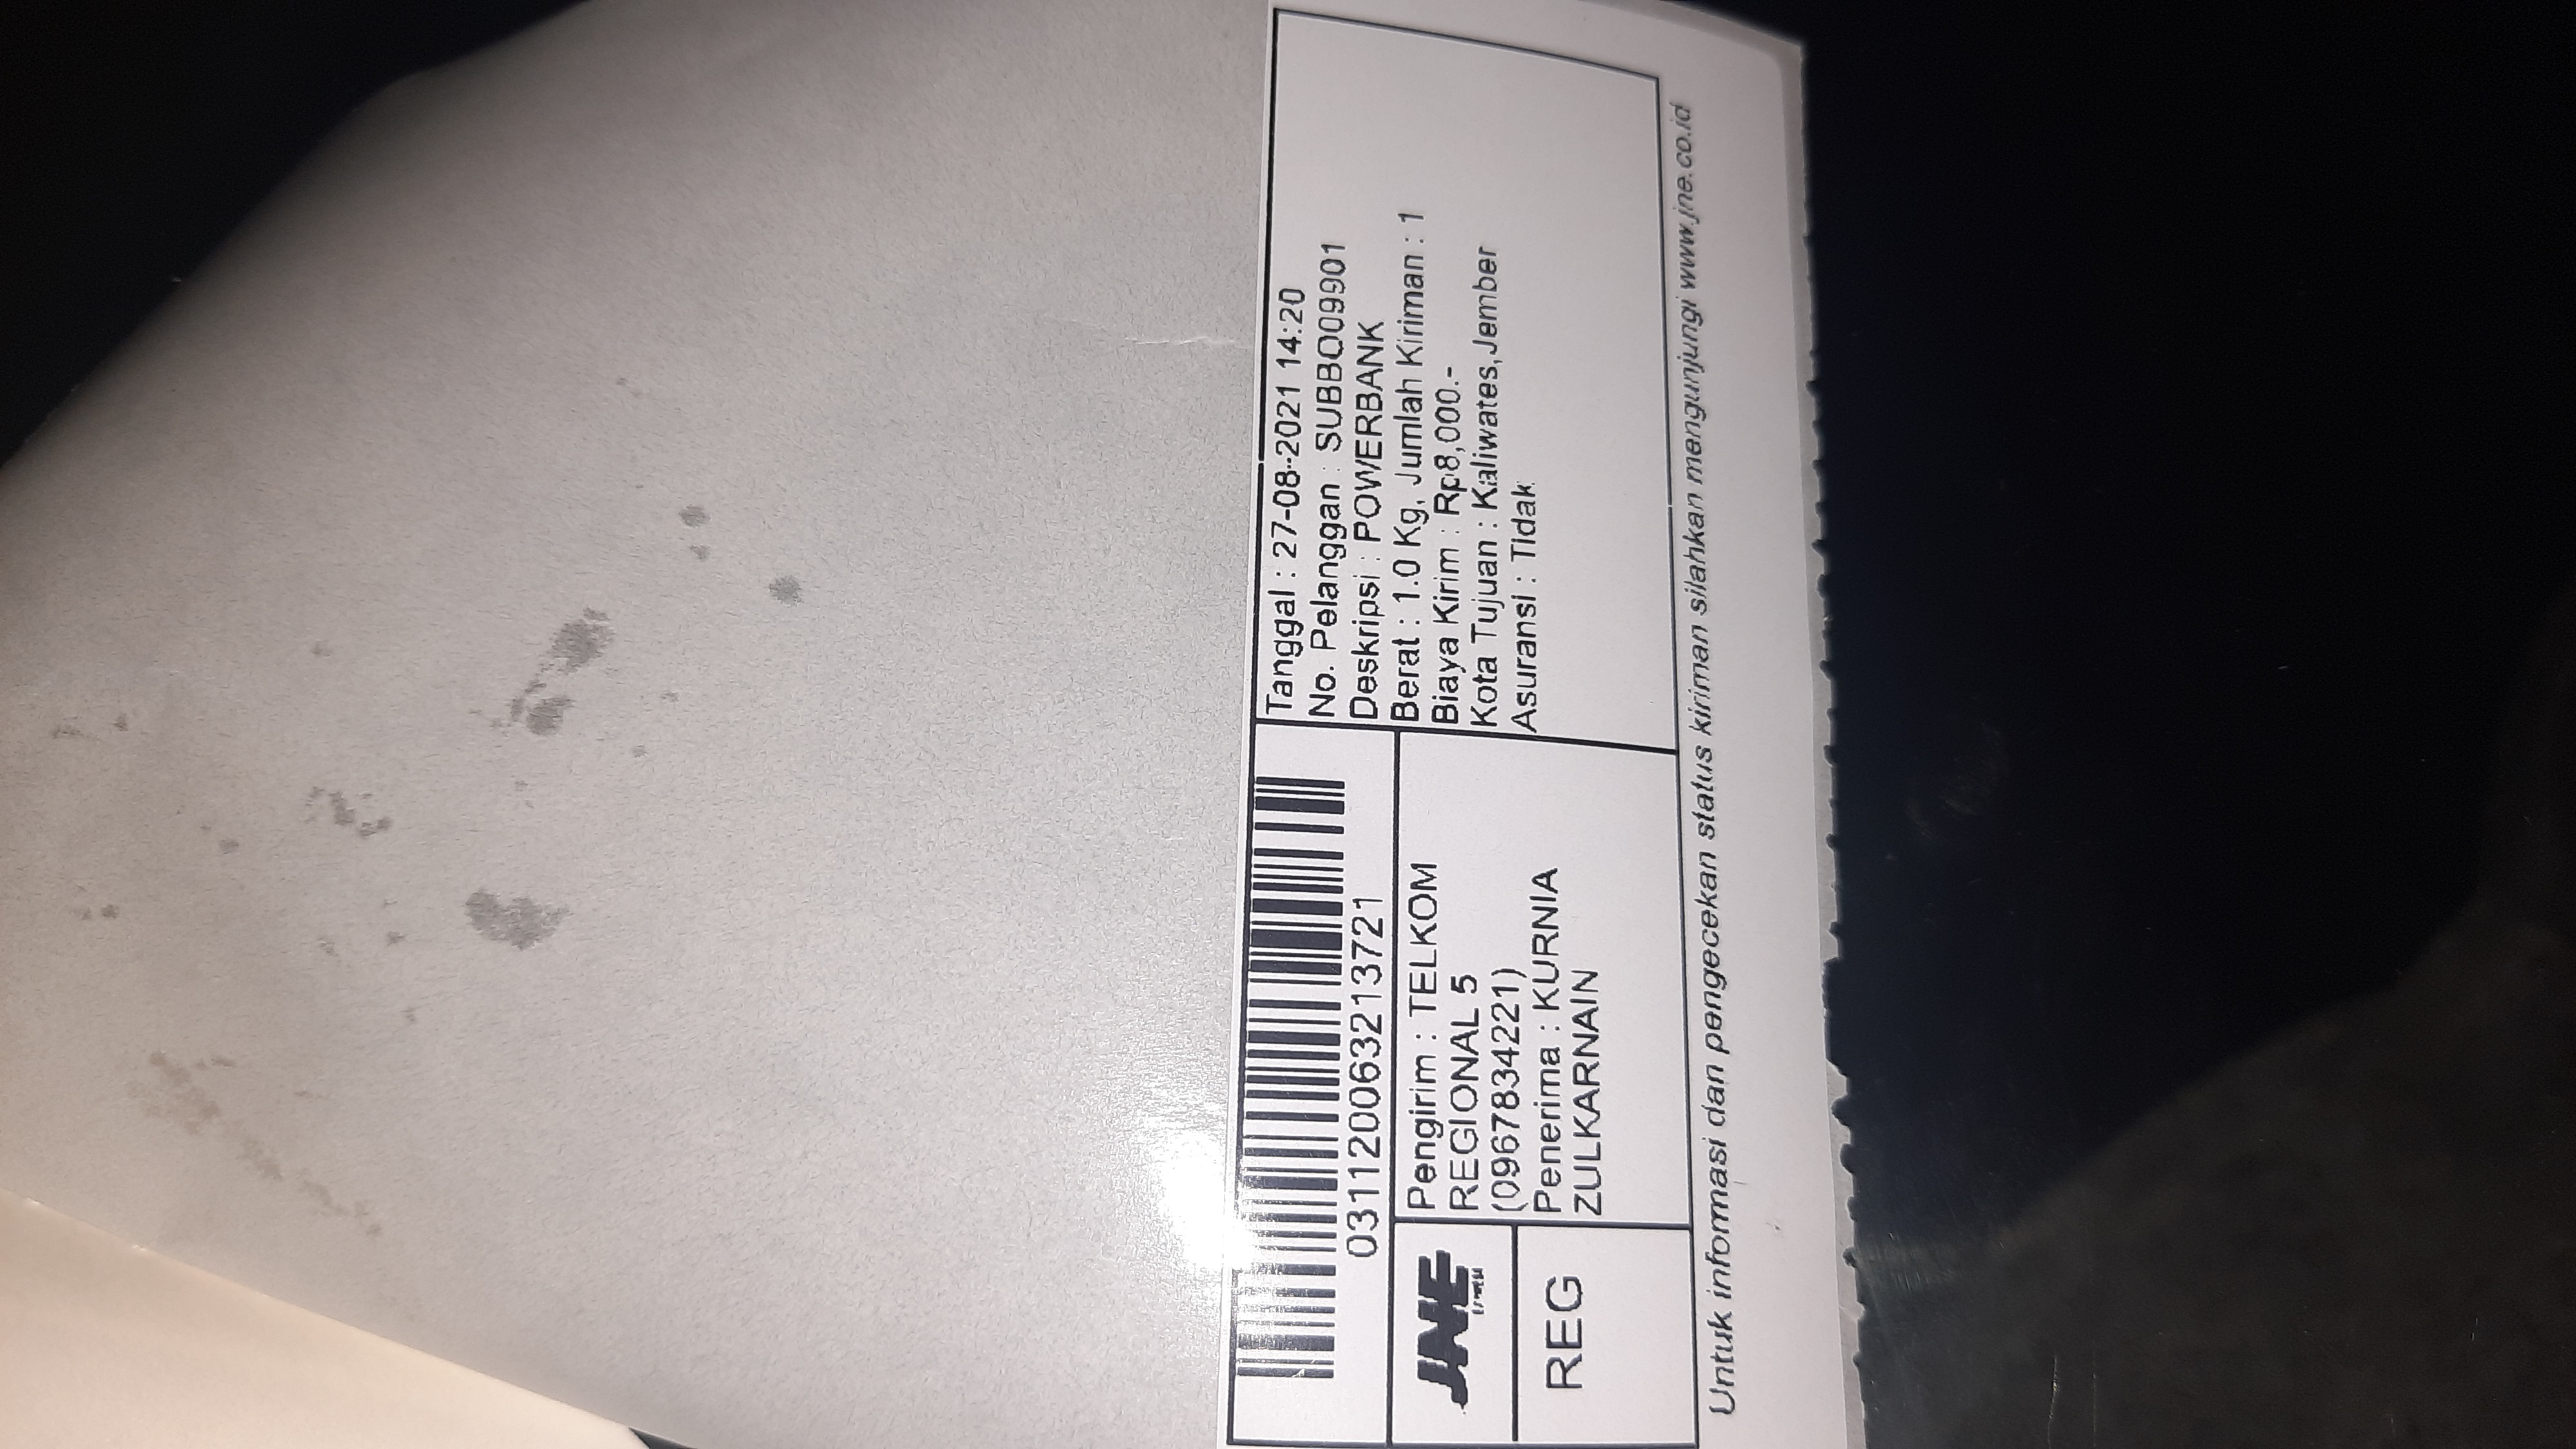 031120063213721
JNE
REG
Pengirim : TELKOM
REGIONAL 5
(0967834221)
Penerima : KURNIA
ZULKARNAIN
Tanggal : 27-08-2021 14:20
No. Pelanggan : SUBBO09901
Deskripsi : POWERBANK
Berat : 1.0 Kg, Jumlah Kiriman : 1
Biaya Kirim : Rp8,000.-
Kota Tujuan : Kaliwates,Jember
Asuransi : Tidak
Untuk informasi dan pengecekan status kiriman silahkan mengunjungi www.jne.co.id